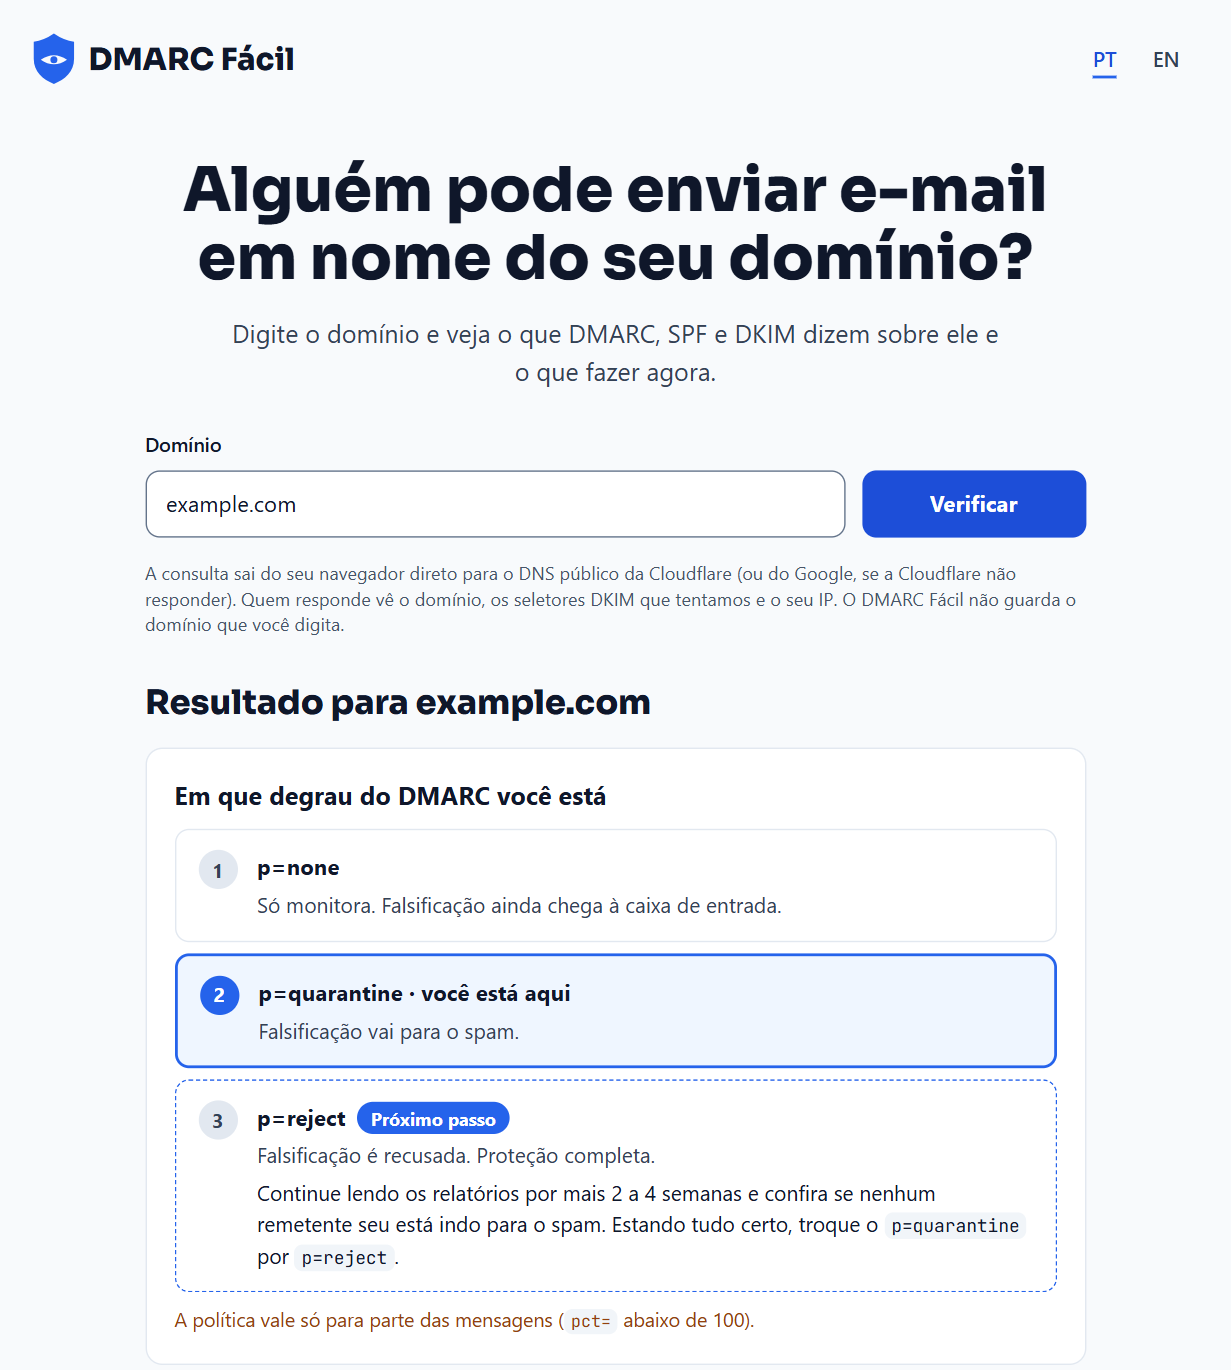 DMARC Fácil
PT
EN
Alguém pode enviar e-mail
em nome do seu domínio?
Digite o domínio e veja o que DMARC, SPF e DKIM dizem sobre ele e
o que fazer agora.
Domínio
example.com
Verificar
A consulta sai do seu navegador direto para o DNS público da Cloudflare (ou do Google, se a Cloudflare não
responder). Quem responde vê o domínio, os seletores DKIM que tentamos e o seu IP. O DMARC Fácil não guarda o
domínio que você digita.
Resultado para example.com
Em que degrau do DMARC você está
1
p=none
Só monitora. Falsificação ainda chega à caixa de entrada.
2
p=quarantine · você está aqui
Falsificação vai para o spam.
3
p=reject Próximo passo
Falsificação é recusada. Proteção completa.
Continue lendo os relatórios por mais 2 a 4 semanas e confira se nenhum
remetente seu está indo para o spam. Estando tudo certo, troque o p=quarantine
por p=reject.
A política vale só para parte das mensagens (pct= abaixo de 100).